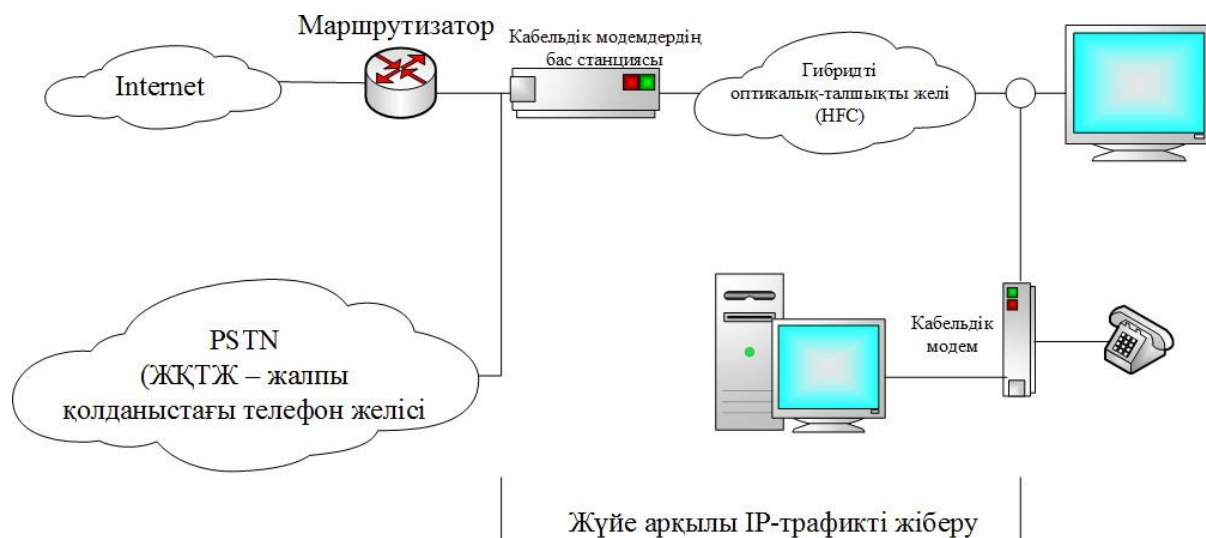 Маршрутизатор
Кабельдік модемдердің
бас станциясы
Internet
Гибридті
оптикалық-талшықты желі
(HFC)
PSTN
(ЖҚТЖ – жалпы
қолданыстағы телефон желісі
Кабельдік
модем
Жүйе арқылы IP-трафикті жіберу